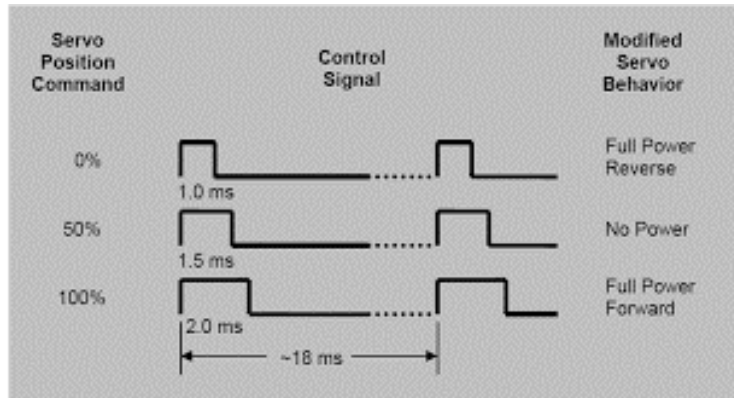 Servo
Position
Command
Control
Signal
Modified
Servo
Behavior
0%
1.0 ms
Full Power
Reverse
50%
1.5 ms
No Power
100%
2.0 ms
Full Power
Forward
~18 ms